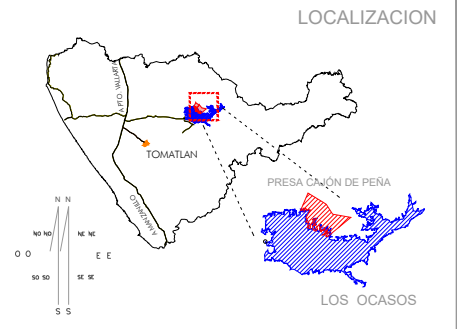 LOCALIZACION
A PTO. VALLARTA
TOMATLAN
A MANZANILLO
PRESA CAJÓN DE PEÑA
N N
NO NO NE NE
O O E E
SO SO SE SE
S S
LOS OCASOS